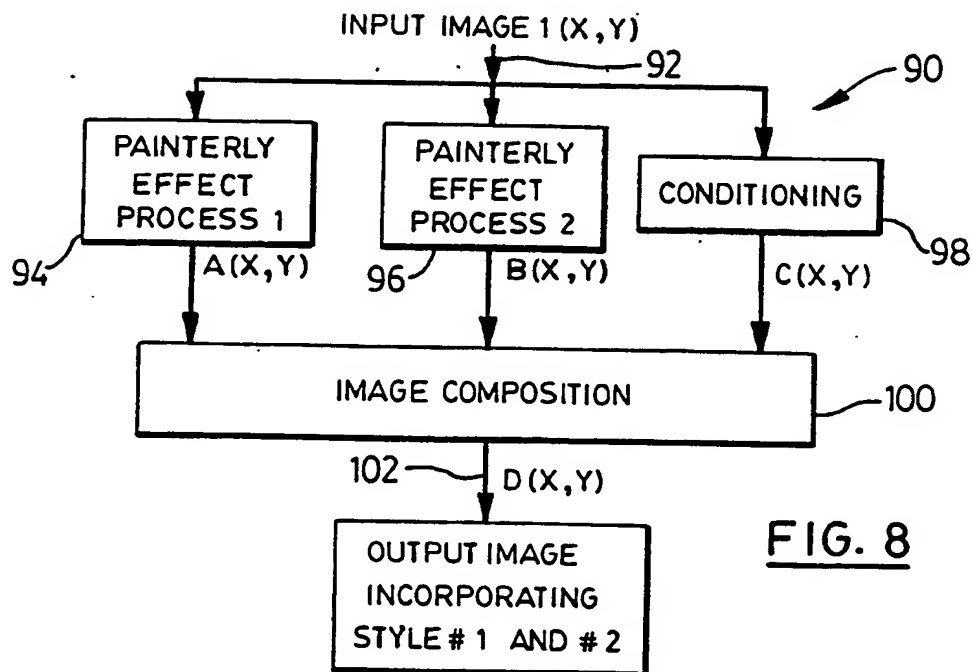 INPUT IMAGE 1 (X,Y)
92
90
PAINTERLY
EFFECT
PROCESS 1
PAINTERLY
EFFECT
PROCESS 2
CONDITIONING
94
A(X,Y)
96
B(X,Y)
C(X,Y)
98
IMAGE COMPOSITION
100
102
D(X,Y)
OUTPUT IMAGE
INCORPORATING
STYLE # 1 AND # 2
FIG. 8